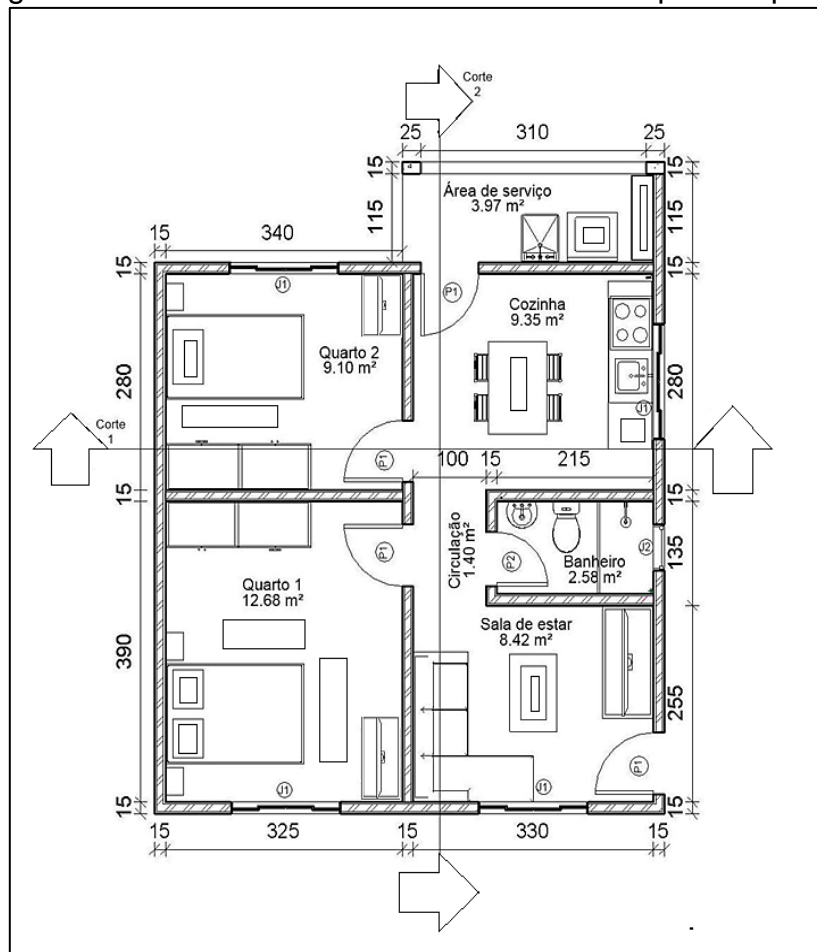 Corte
2
25 310 25
15 15
Área de serviço
3.97 m²
115 115
15 340
15 15
J1 P1
Cozinha
9.35 m²
Quarto 2
9.10 m²
280 280
J1
Corte
1
P1
100 15 215
15 15
Circulação
1.40 m²
P1
P2
J2
135
Banheiro
2.58 m²
Quarto 1
12.68 m²
Sala de estar
8.42 m²
390
255
P1
J1 J1
15 15
15 325 15 330 15